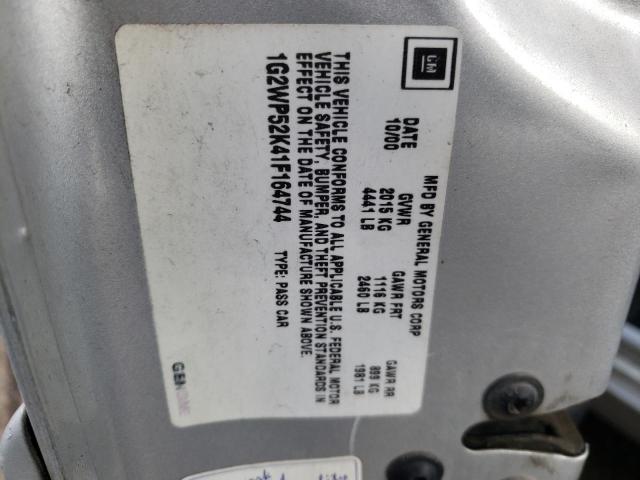 GM
MFD BY GENERAL MOTORS CORP
DATE GVWR GAWR FRT GAWR RR
10/00 2015 KG 1116 KG 899 KG
4441 LB 2460 LB 1981 LB
THIS VEHICLE CONFORMS TO ALL APPLICABLE U.S. FEDERAL MOTOR
VEHICLE SAFETY, BUMPER, AND THEFT PREVENTION STANDARDS IN
EFFECT ON THE DATE OF MANUFACTURE SHOWN ABOVE.
1G2WP52K41F164744 TYPE: PASS CAR